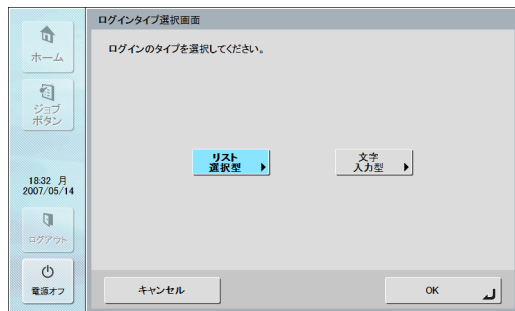 ログインタイプ選択画面
ログインのタイプを選択してください。
ホーム
ジョブ
ボタン
リスト
選択型
文字
入力型
18:32 月
2007/05/14
ログアウト
電源オフ
キャンセル
OK